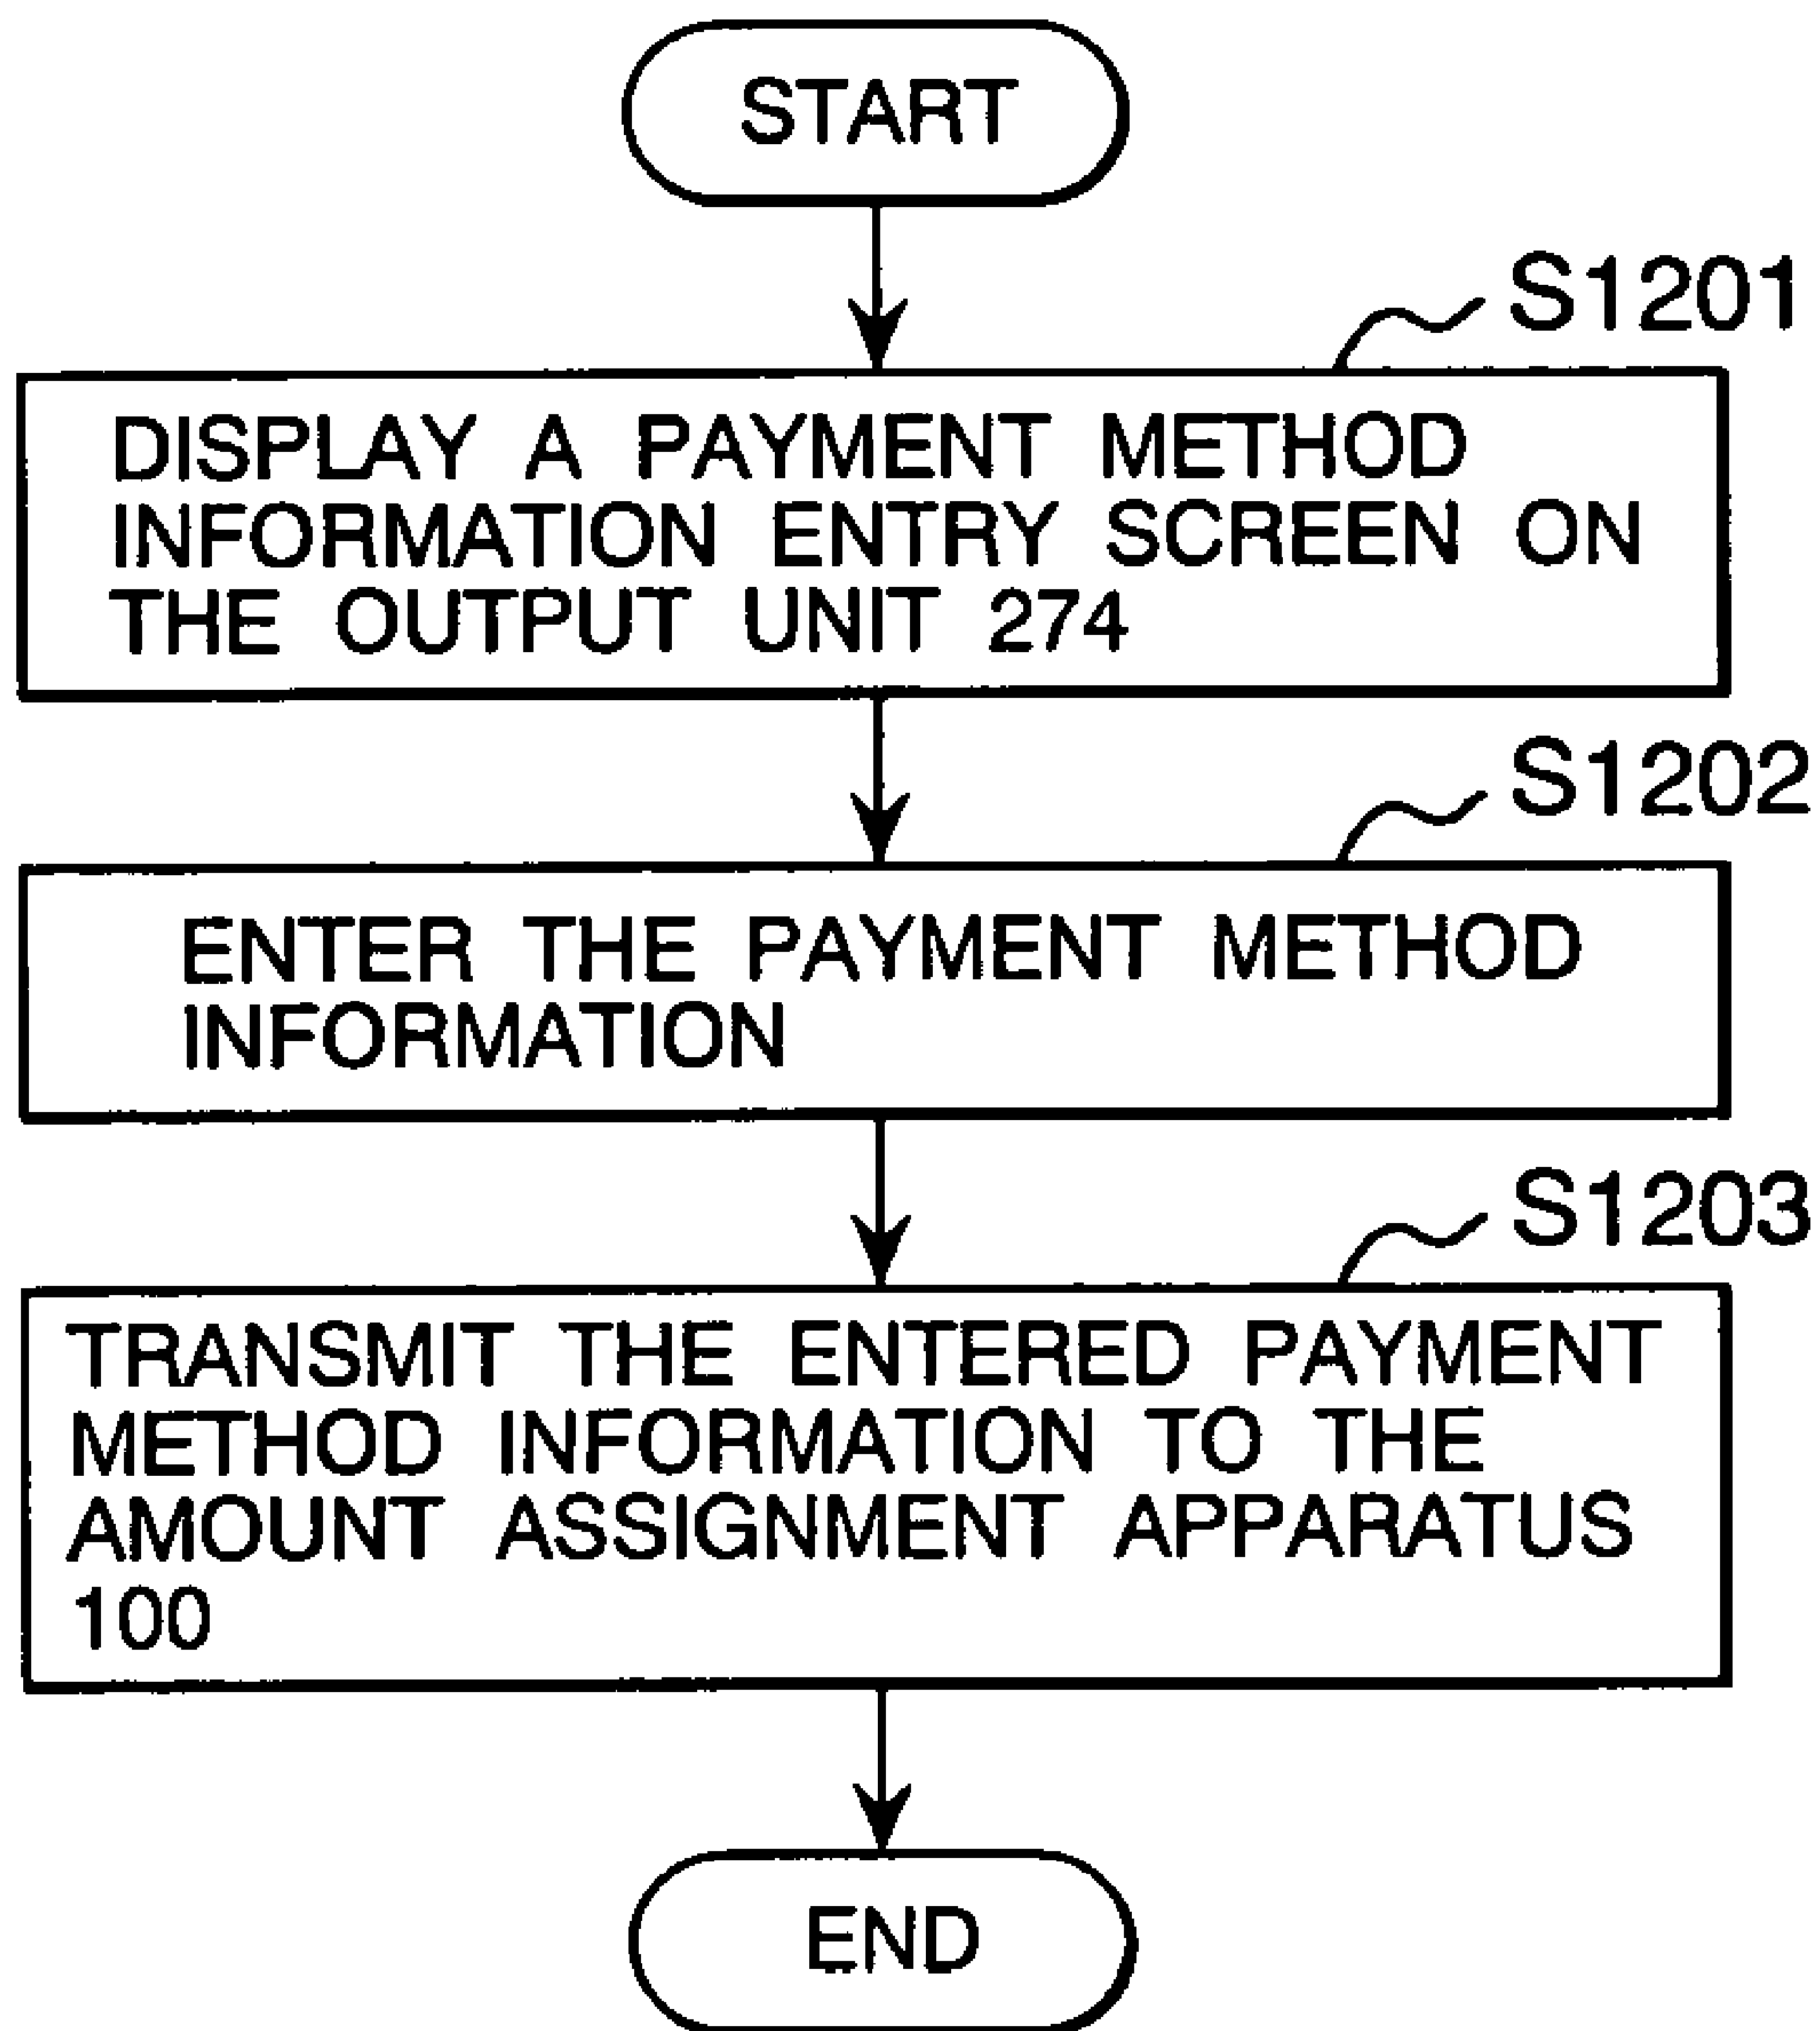 START
S1201
DISPLAY A PAYMENT METHOD
INFORMATION ENTRY SCREEN ON
THE OUTPUT UNIT 274
S1202
ENTER THE PAYMENT METHOD
INFORMATION
S1203
TRANSMIT THE ENTERED PAYMENT
METHOD INFORMATION TO THE
AMOUNT ASSIGNMENT APPARATUS
100
END